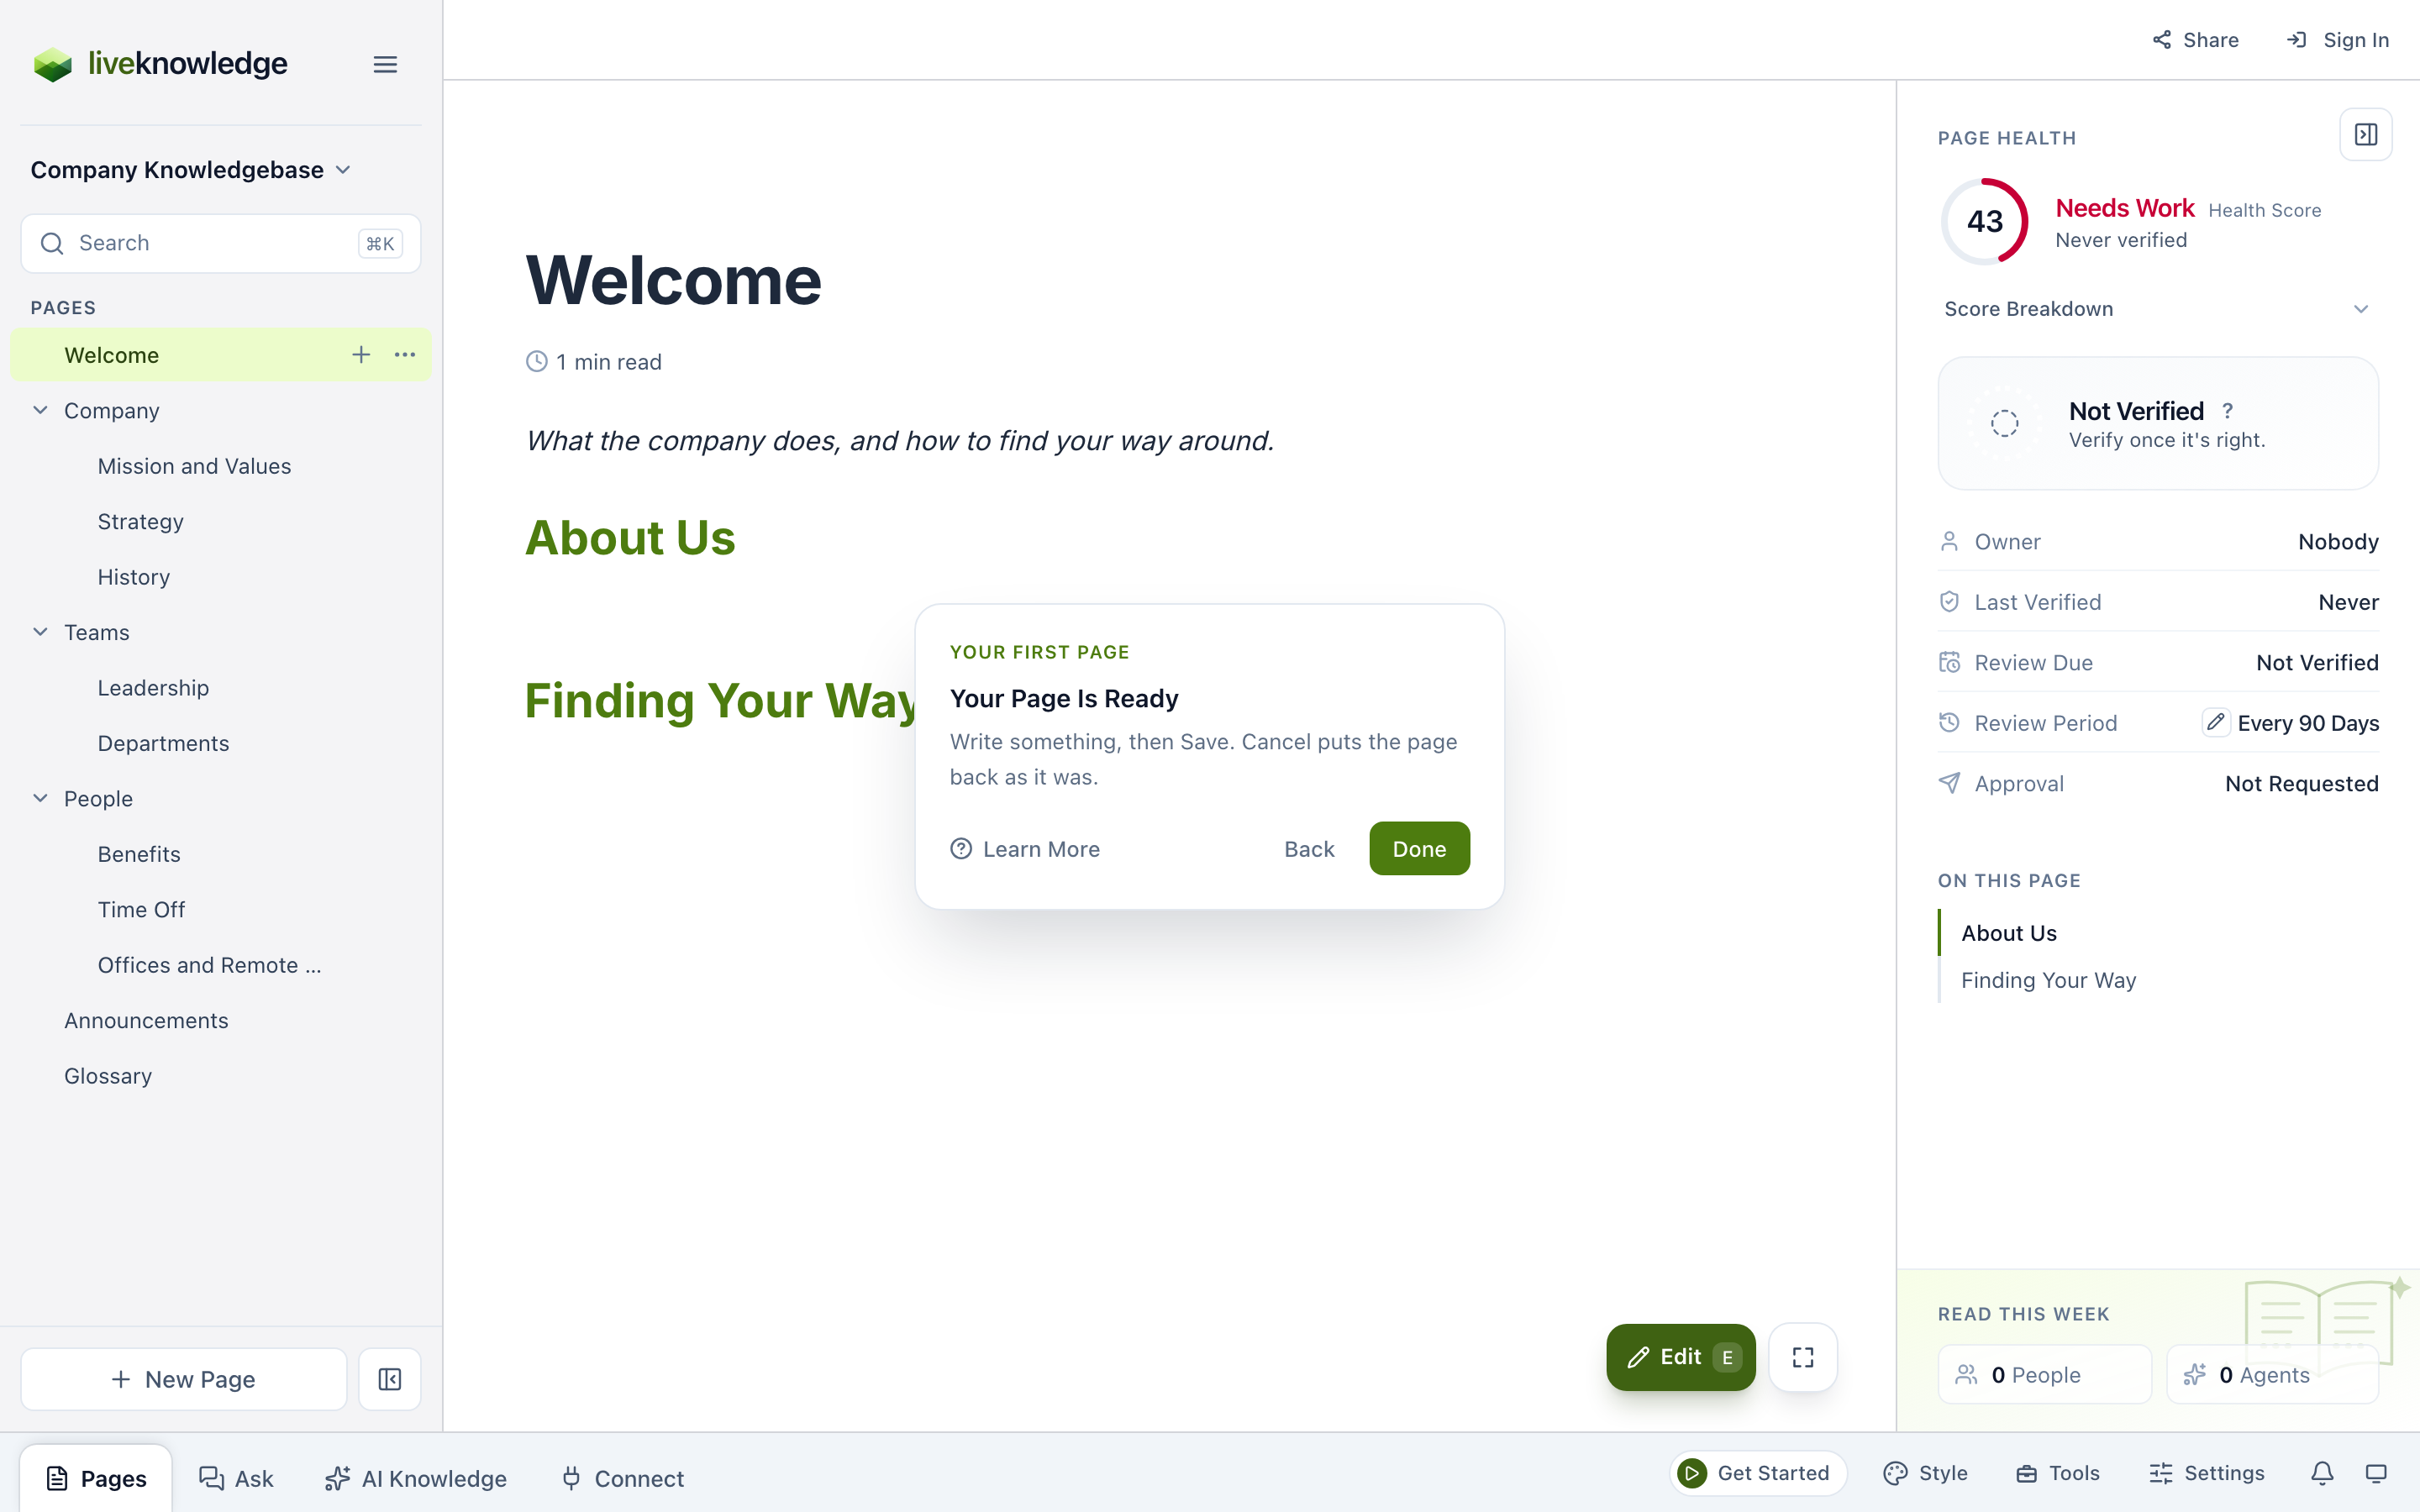 liveknowledge
Share
Sign In
Company Knowledgebase
Search
⌘K
PAGES
Welcome
Company
Mission and Values
Strategy
History
Teams
Leadership
Departments
People
Benefits
Time Off
Offices and Remote ...
Announcements
Glossary
New Page
Welcome
1 min read
What the company does, and how to find your way around.
About Us
Finding Your Way
YOUR FIRST PAGE
Your Page Is Ready
Write something, then Save. Cancel puts the page
back as it was.
Learn More
Back
Done
Edit E
PAGE HEALTH
43
Needs Work Health Score
Never verified
Score Breakdown
Not Verified ?
Verify once it's right.
Owner Nobody
Last Verified Never
Review Due Not Verified
Review Period Every 90 Days
Approval Not Requested
ON THIS PAGE
About Us
Finding Your Way
READ THIS WEEK
0 People
0 Agents
Pages
Ask
AI Knowledge
Connect
Get Started
Style
Tools
Settings